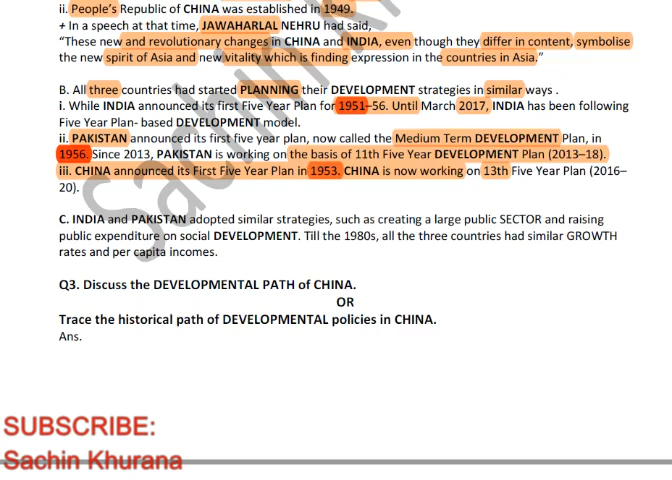 ii. People's Republic of CHINA was established in 1949.
+ In a speech at that time, JAWAHARLAL NEHRU had said,
“These new and revolutionary changes in CHINA and INDIA, even though they differ in content, symbolise
the new spirit of Asia and new vitality which is finding expression in the countries in Asia.”
B. All three countries had started PLANNING their DEVELOPMENT strategies in similar ways .
i. While INDIA announced its first Five Year Plan for 1951–56. Until March 2017, INDIA has been following
Five Year Plan- based DEVELOPMENT model.
ii. PAKISTAN announced its first five year plan, now called the Medium Term DEVELOPMENT Plan, in
1956. Since 2013, PAKISTAN is working on the basis of 11th Five Year DEVELOPMENT Plan (2013–18).
iii. CHINA announced its First Five Year Plan in 1953. CHINA is now working on 13th Five Year Plan (2016–
20).
C. INDIA and PAKISTAN adopted similar strategies, such as creating a large public SECTOR and raising
public expenditure on social DEVELOPMENT. Till the 1980s, all the three countries had similar GROWTH
rates and per capita incomes.
Q3. Discuss the DEVELOPMENTAL PATH of CHINA.
OR
Trace the historical path of DEVELOPMENTAL policies in CHINA.
Ans.
Sachin Kh
SUBSCRIBE:
Sachin Khurana